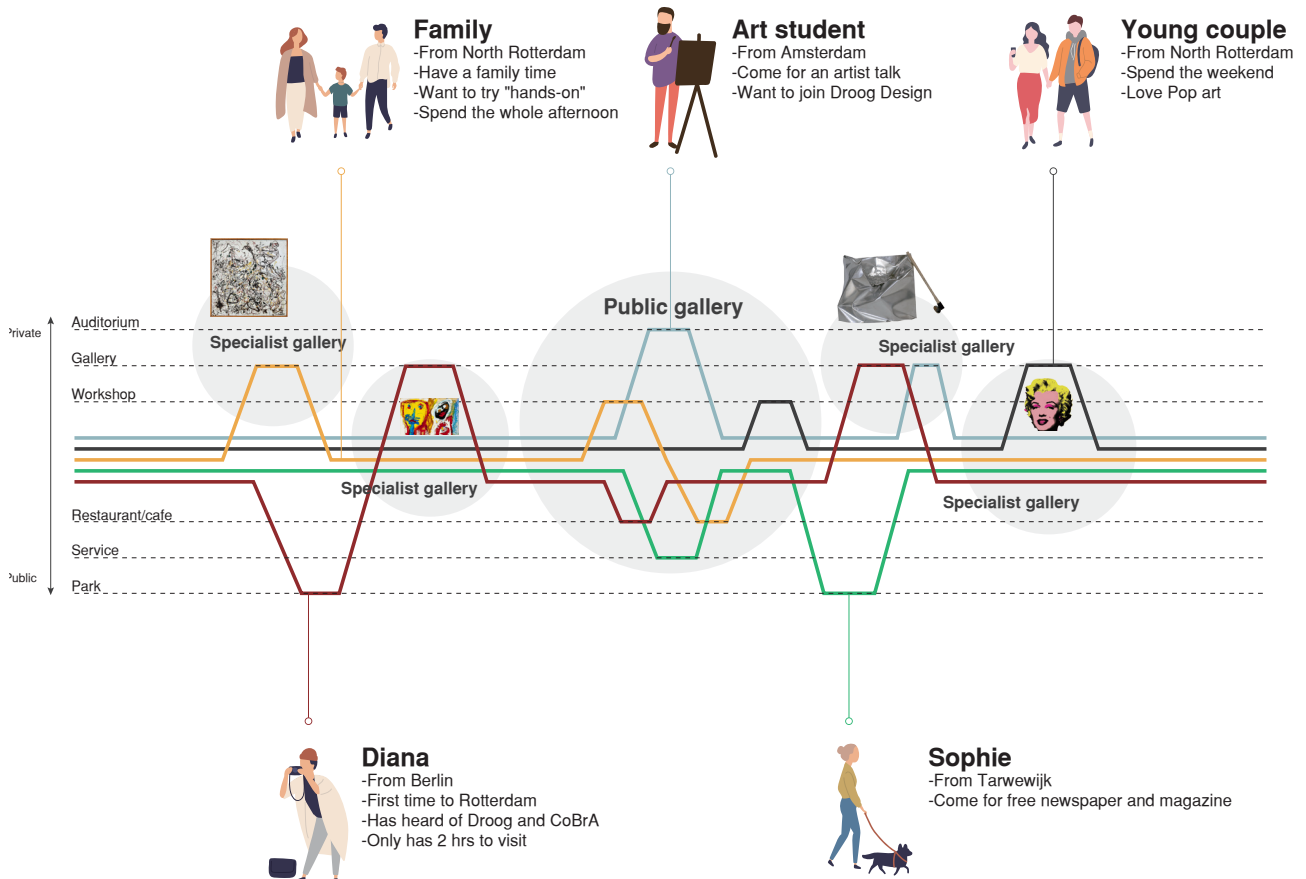 Family
-From North Rotterdam
-Have a family time
-Want to try "hands-on"
-Spend the whole afternoon
Art student
-From Amsterdam
-Come for an artist talk
-Want to join Droog Design
Young couple
-From North Rotterdam
-Spend the weekend
-Love Pop art
Public gallery
Private
Auditorium
Specialist gallery
Specialist gallery
Gallery
Workshop
Specialist gallery
Specialist gallery
Restaurant/cafe
Service
Public
Park
Diana
-From Berlin
-First time to Rotterdam
-Has heard of Droog and CoBrA
-Only has 2 hrs to visit
Sophie
-From Tarwewijk
-Come for free newspaper and magazine